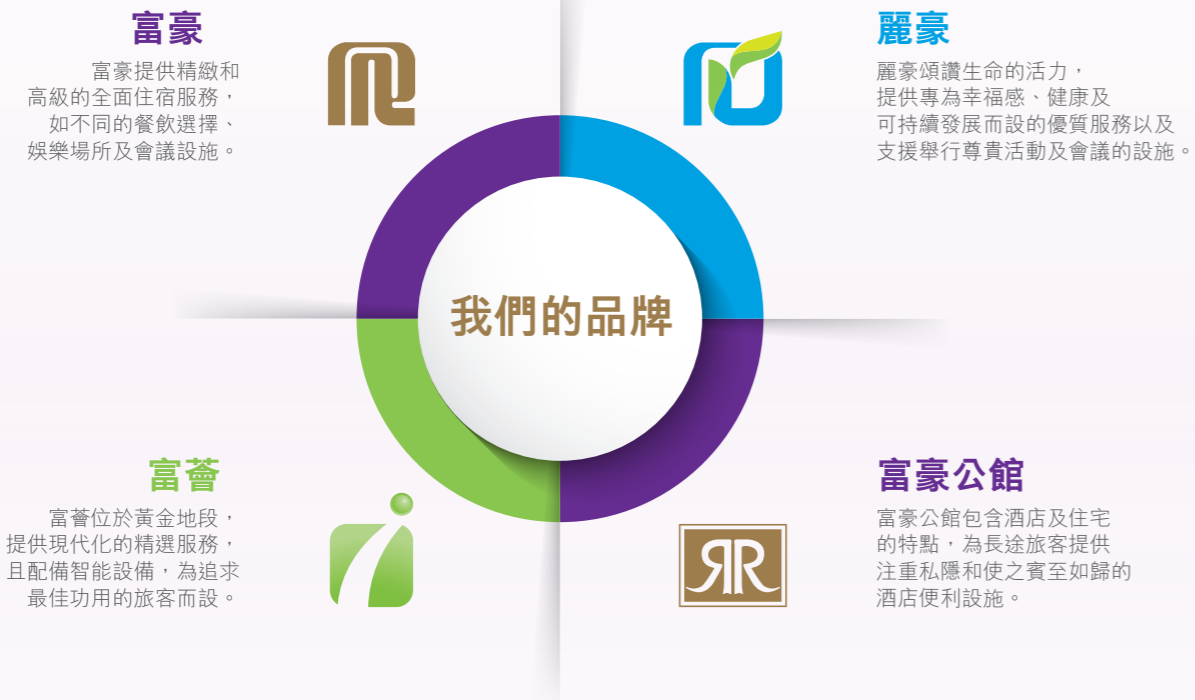 富豪
富豪提供精緻和
高級的全面住宿服務，
如不同的餐飲選擇、
娛樂場所及會議設施。
麗豪
麗豪頌讚生命的活力，
提供專為幸福感、健康及
可持續發展而設的優質服務以及
支援舉行尊貴活動及會議的設施。
我們的品牌
富薈
富薈位於黃金地段，
提供現代化的精選服務，
且配備智能設備，為追求
最佳功用的旅客而設。
富豪公館
富豪公館包含酒店及住宅
的特點，為長途旅客提供
注重私隱和使之賓至如歸的
酒店便利設施。